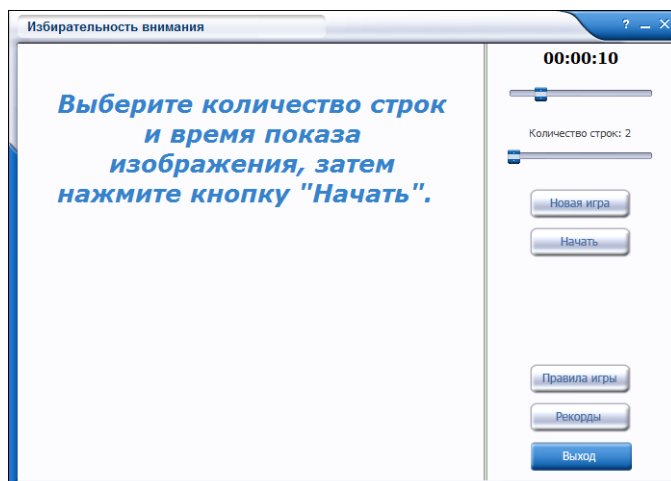 Избирательность внимания
? _ ×
00:00:10
Выберите количество строк
и время показа
изображения, затем
нажмите кнопку "Начать".
Количество строк: 2
Новая игра
Начать
Правила игры
Рекорды
Выход